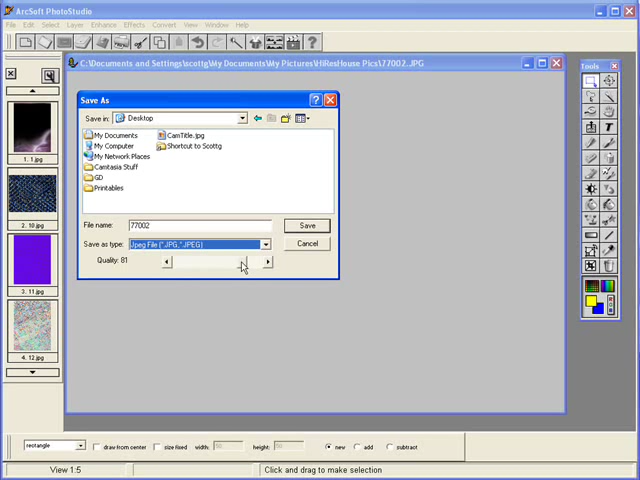 ArcSoft PhotoStudio
File Edit Select Layer Enhance Effects Convert View Window Help
C:\Documents and Settings\scottg\My Documents\My Pictures\HiResHouse Pics\77002.JPG
Tools
Save As
Save in: Desktop
My Documents
My Computer
My Network Places
Camtasia Stuff
GD
Printables
CamTitle.jpg
Shortcut to Scottg
File name: 77002 Save
Save as type: Jpeg File (*.JPG,*.JPEG) Cancel
Quality: 81
1. 1.jpg
2. 10.jpg
3. 11.jpg
4. 12.jpg
rectangle draw from center size fixed width: height: new add subtract
View 1:5 Click and drag to make selection